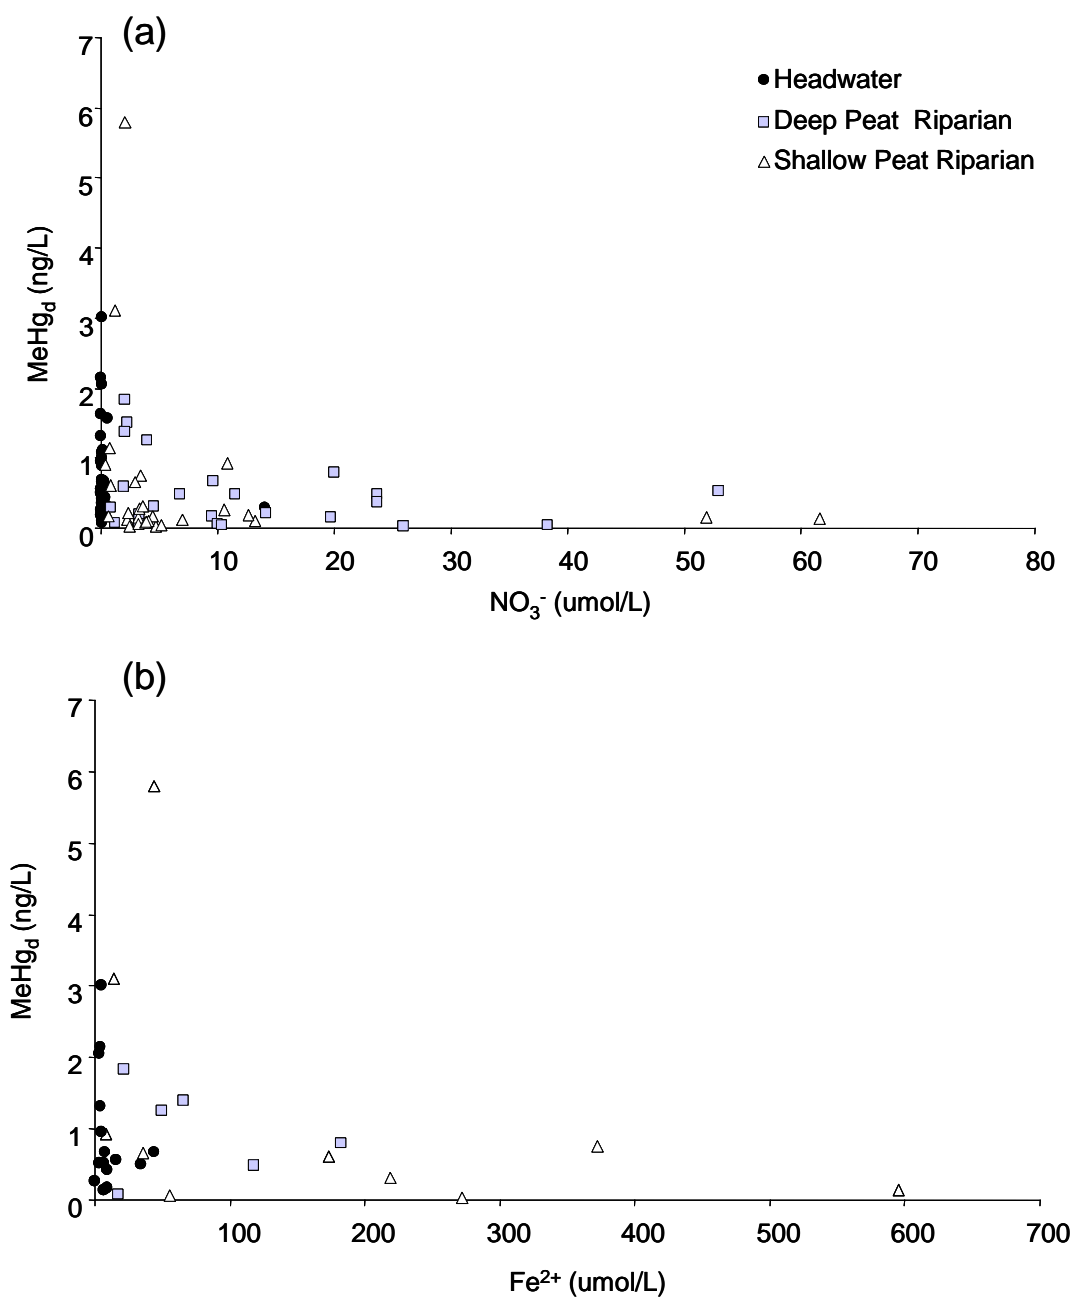 (a)
7
6
5
4
3
2
1
0
MeHgd (ng/L)
Headwater
Deep Peat Riparian
Shallow Peat Riparian
10 20 30 40 50 60 70 80
NO3- (umol/L)
(b)
7
6
5
4
3
2
1
0
MeHgd (ng/L)
100 200 300 400 500 600 700
Fe2+ (umol/L)